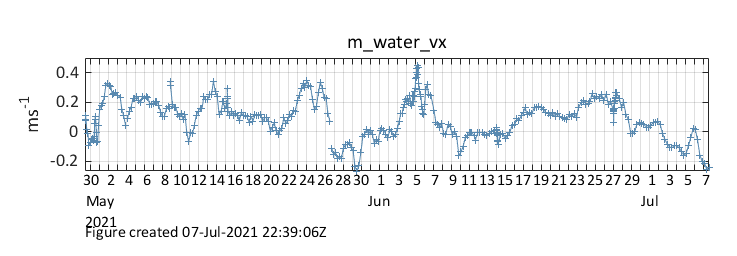 m_water_vx
ms-1
0.4
0.2
0
-0.2
30 2 4 6 8 10 12 14 16 18 20 22 24 26 28 30 1 3 5 7 9 11 13 15 17 19 21 23 25 27 29 1 3 5 7
May Jun Jul
2021
Figure created 07-Jul-2021 22:39:06Z